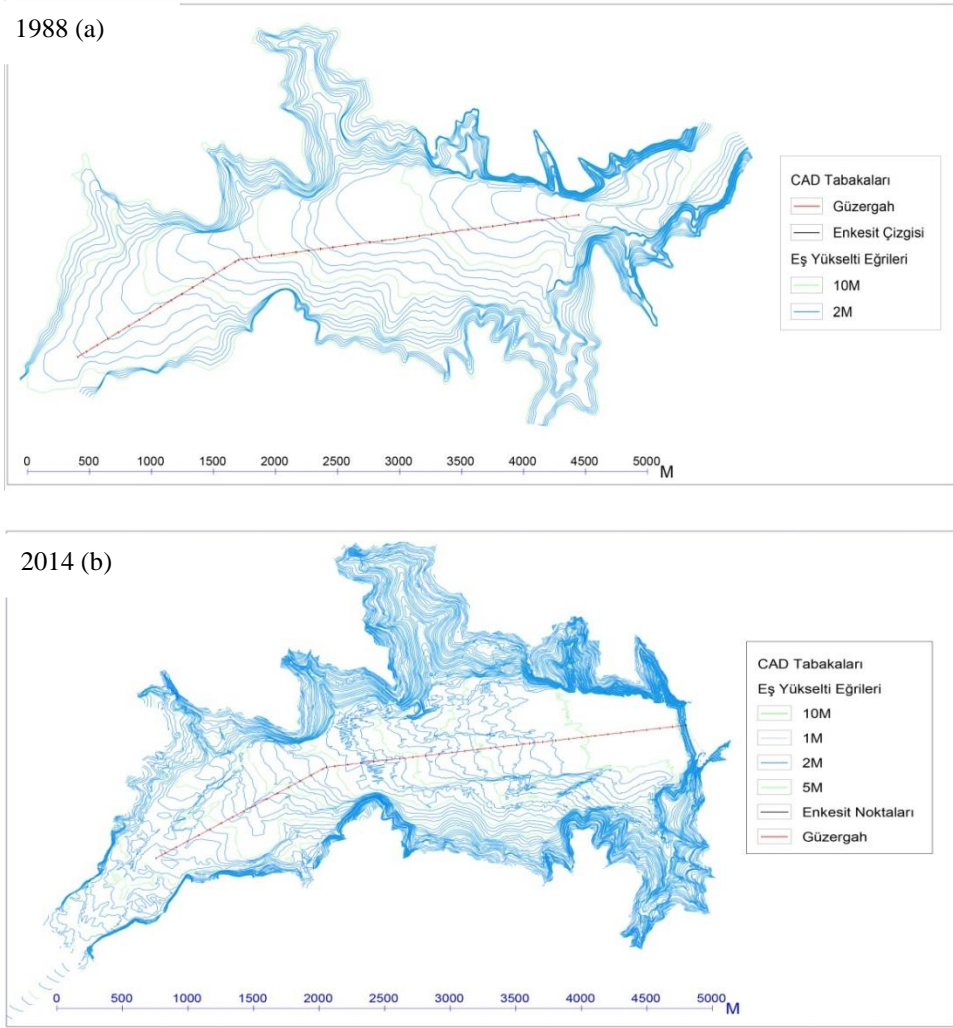 1988 (a)
CAD Tabakaları
Güzergah
Enkesit Çizgisi
Eş Yükselti Eğrileri
10M
2M
0 500 1000 1500 2000 2500 3000 3500 4000 4500 5000 M
2014 (b)
CAD Tabakaları
Eş Yükselti Eğrileri
10M
1M
2M
5M
Enkesit Noktaları
Güzergah
0 500 1000 1500 2000 2500 3000 3500 4000 4500 5000 M